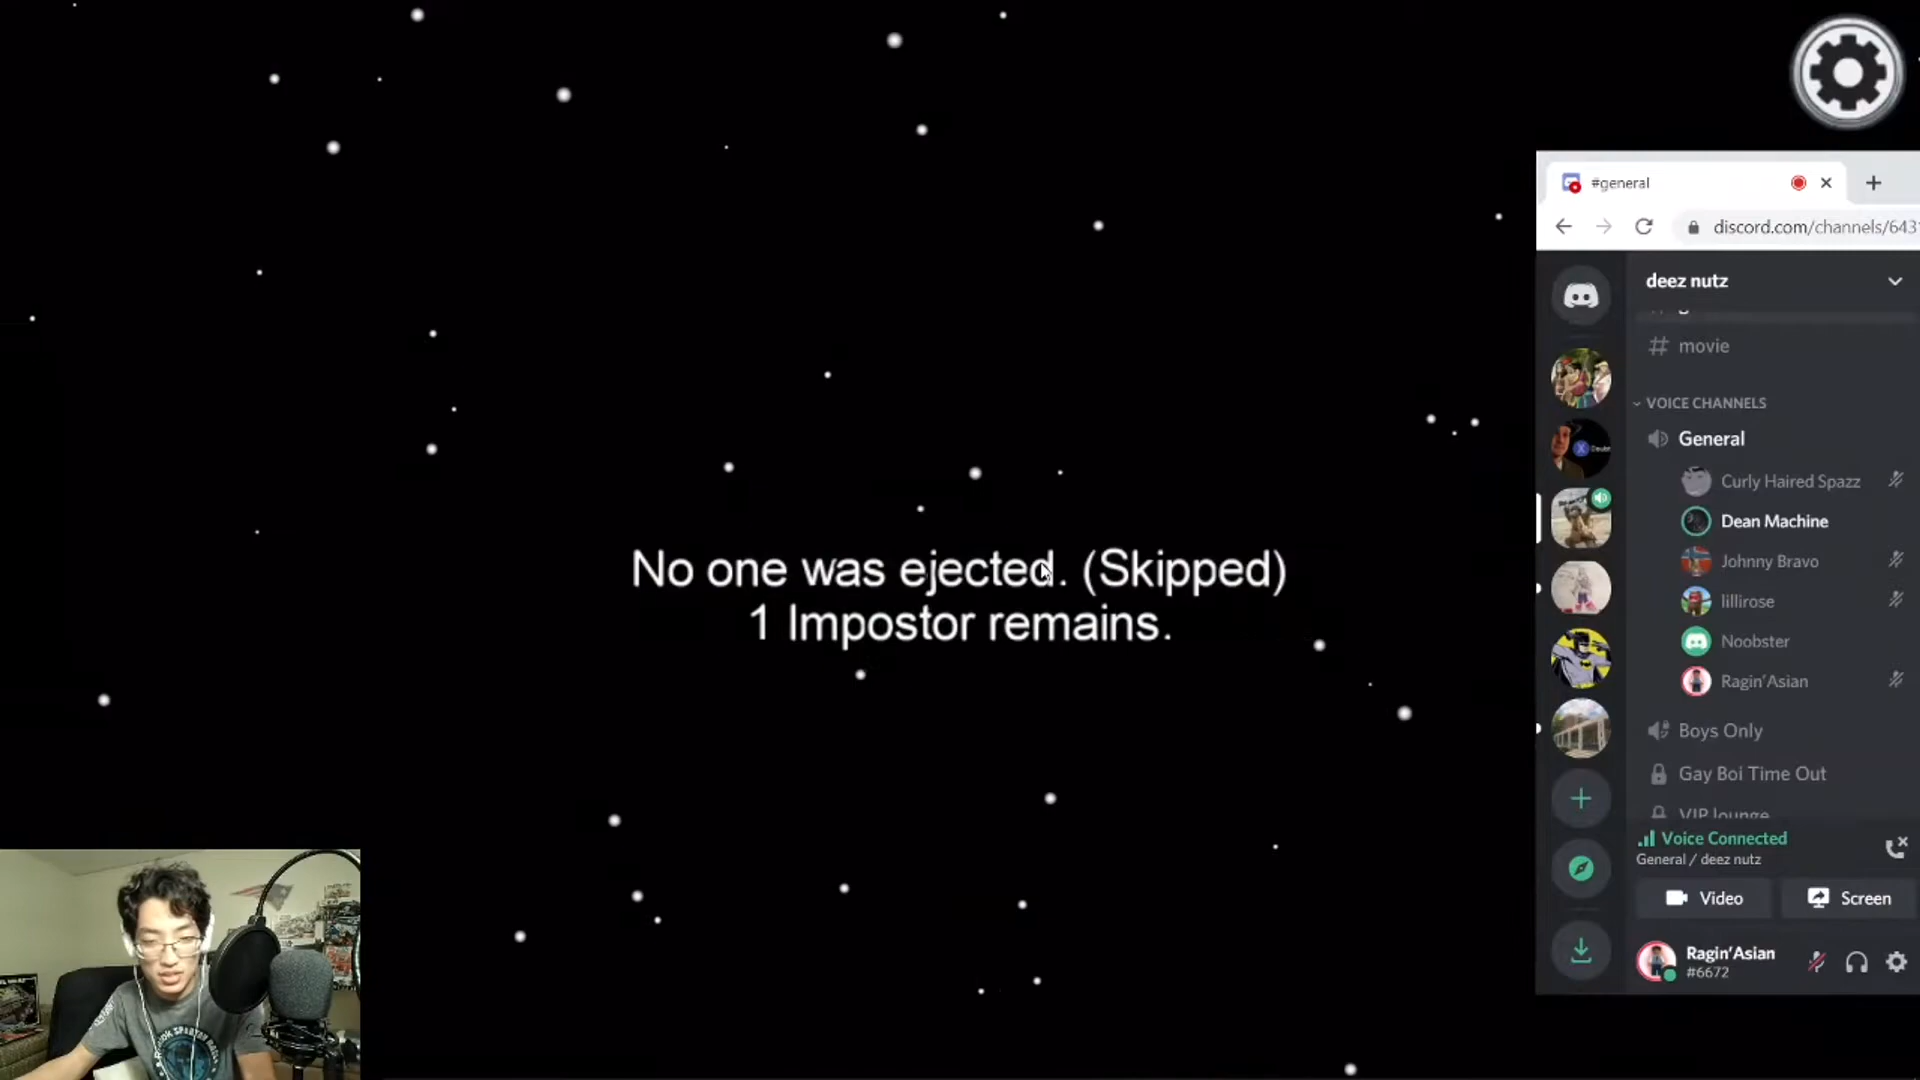 #general
discord.com/channels/643
deez nutz
movie
VOICE CHANNELS
General
Curly Haired Spazz
Dean Machine
Johnny Bravo
lillirose
Noobster
Ragin'Asian
Boys Only
Gay Boi Time Out
VIP lounge
Voice Connected
General / deez nutz
Video Screen
Ragin'Asian
#6672
No one was ejected. (Skipped)
1 Impostor remains.